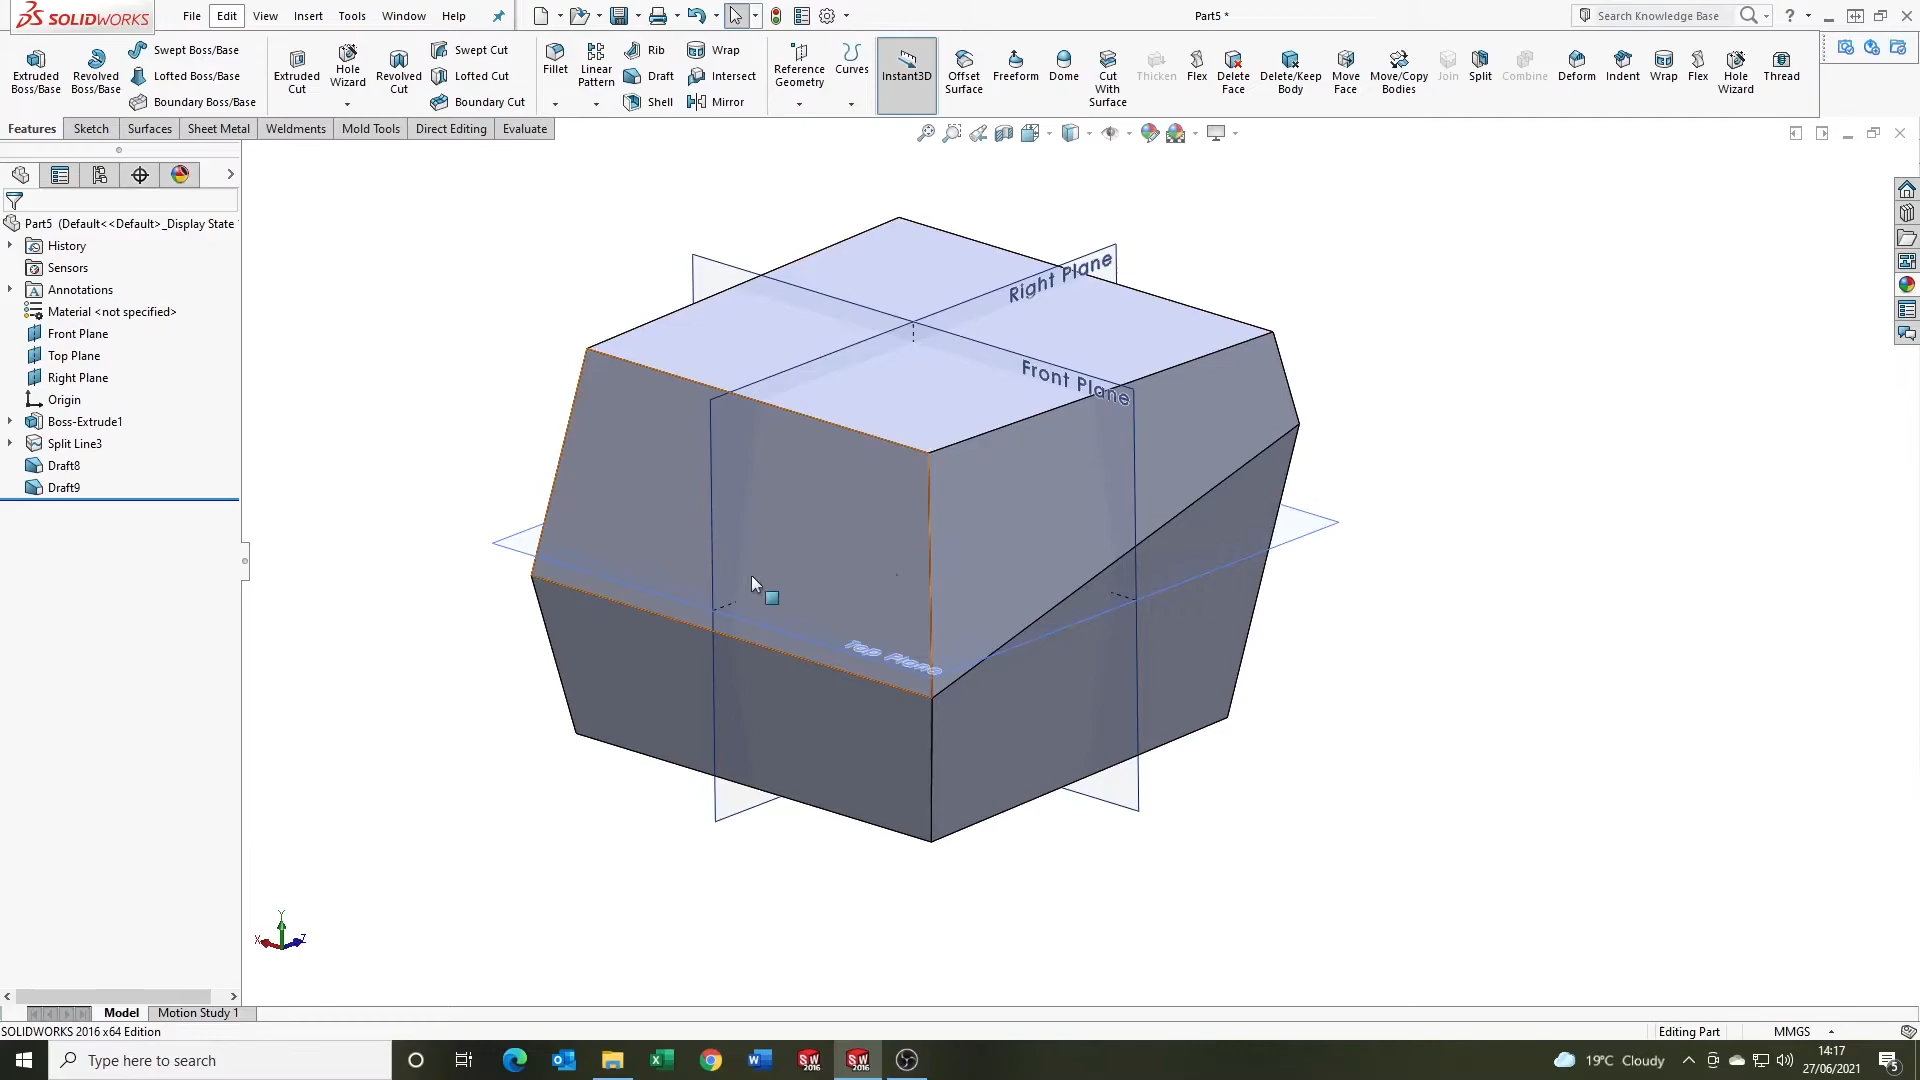 SOLIDWORKS
File Edit View Insert Tools Window Help
Part5 *
Search Knowledge Base
?
Extruded Boss/Base
Revolved Boss/Base
Swept Boss/Base
Lofted Boss/Base
Boundary Boss/Base
Extruded Cut
Hole Wizard
Revolved Cut
Swept Cut
Lofted Cut
Boundary Cut
Fillet
Linear Pattern
Rib
Draft
Shell
Wrap
Intersect
Mirror
Reference Geometry
Curves
Instant3D
Offset Surface
Freeform
Dome
Cut With Surface
Thicken
Flex
Delete Face
Delete/Keep Body
Move Face
Move/Copy Bodies
Join
Split
Combine
Deform
Indent
Wrap
Flex
Hole Wizard
Thread
Features Sketch Surfaces Sheet Metal Weldments Mold Tools Direct Editing Evaluate
Part5 (Default<<Default>_Display State
History
Sensors
A Annotations
Material <not specified>
Front Plane
Top Plane
Right Plane
Origin
Boss-Extrude1
Split Line3
Draft8
Draft9
Right Plane
Front Plane
Top Plane
Y
X
Z
Model Motion Study 1
SOLIDWORKS 2016 x64 Edition
Editing Part
MMGS
Type here to search
SW 2016
SW 2016
19°C Cloudy
14:17
27/06/2021
5